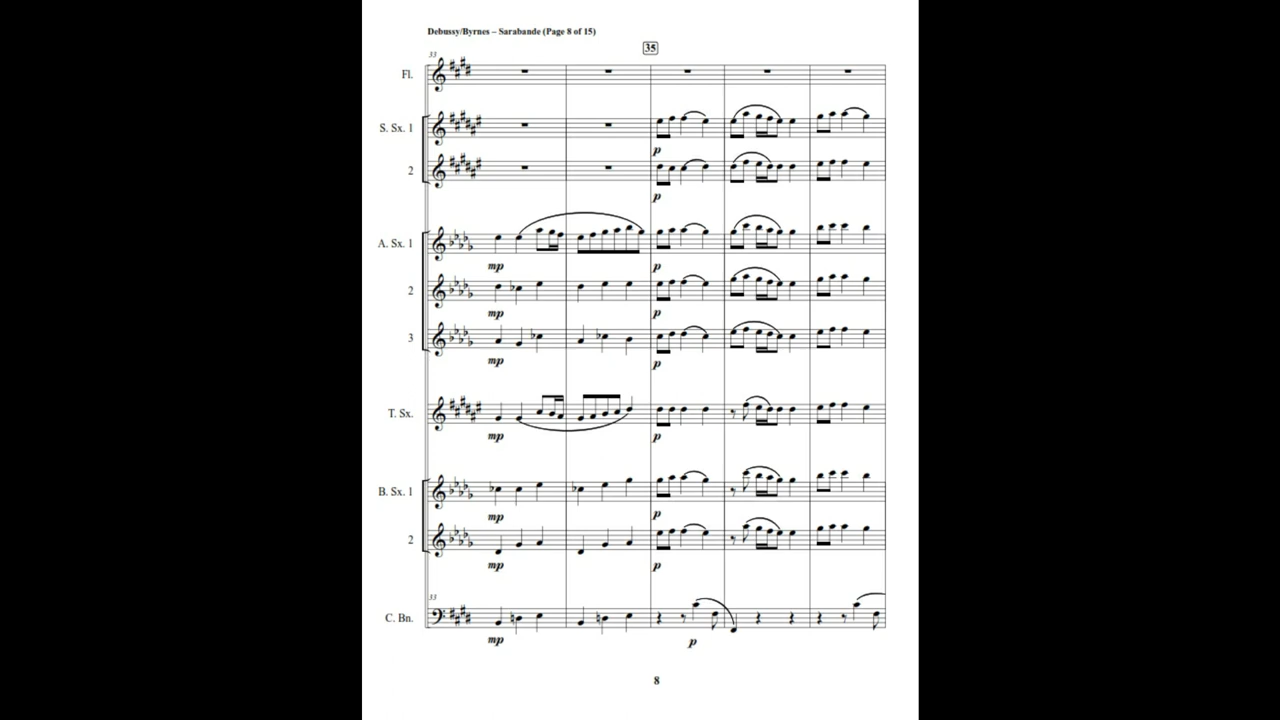 Debussy/Byrnes – Sarabande (Page 8 of 15)
35
33
Fl.
S. Sx. 1
p
2
p
A. Sx. 1
mp p
2
mp p
3
mp p
T. Sx.
mp p
B. Sx. 1
mp p
2
mp p
33
C. Bn.
mp p
8